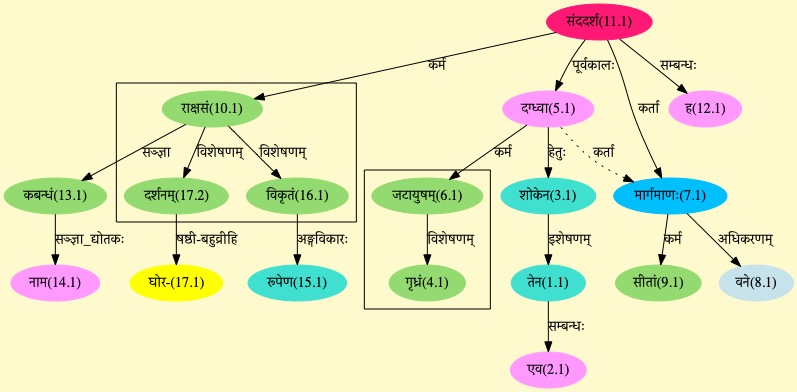 संददर्श(11.1)
कर्म
पूर्वकालः
कर्ता
सम्बन्धः
राक्षसं(10.1)
दग्ध्वा(5.1)
ह(12.1)
सञ्ज्ञा
विशेषणम्
विशेषणम्
कर्म
हेतुः
कर्ता
कबन्धं(13.1)
दर्शनम्(17.2)
विकृतं(16.1)
जटायुषम्(6.1)
शोकेन(3.1)
मार्गमाणः(7.1)
सञ्ज्ञा_द्योतकः
षष्ठी-बहुव्रीहि
अङ्गविकारः
विशेषणम्
इशेषणम्
कर्म
अधिकरणम्
नाम(14.1)
घोर-(17.1)
रूपेण(15.1)
गृध्रं(4.1)
तेन(1.1)
सीतां(9.1)
वने(8.1)
सम्बन्धः
एव(2.1)